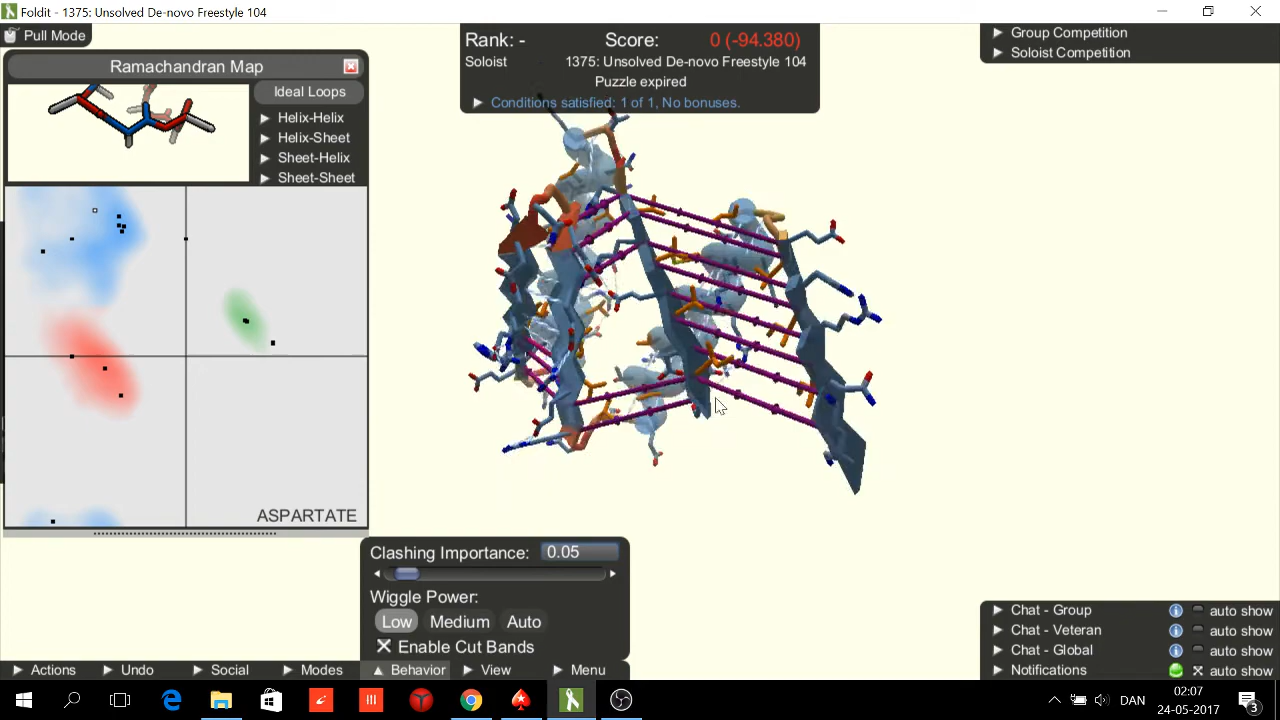 Foldit - 1375: Unsolved De-novo Freestyle 104
Pull Mode
Ramachandran Map
Ideal Loops
Helix-Helix
Helix-Sheet
Sheet-Helix
Sheet-Sheet
ASPARTATE
Rank: - Score: 0 (-94.380)
Soloist 1375: Unsolved De-novo Freestyle 104
Puzzle expired
Conditions satisfied: 1 of 1, No bonuses.
Group Competition
Soloist Competition
Clashing Importance: 0.05
Wiggle Power:
Low Medium Auto
Enable Cut Bands
Chat - Group auto show
Chat - Veteran auto show
Chat - Global auto show
Notifications auto show
Actions Undo Social Modes Behavior View Menu
DAN
02:07
24-05-2017
3